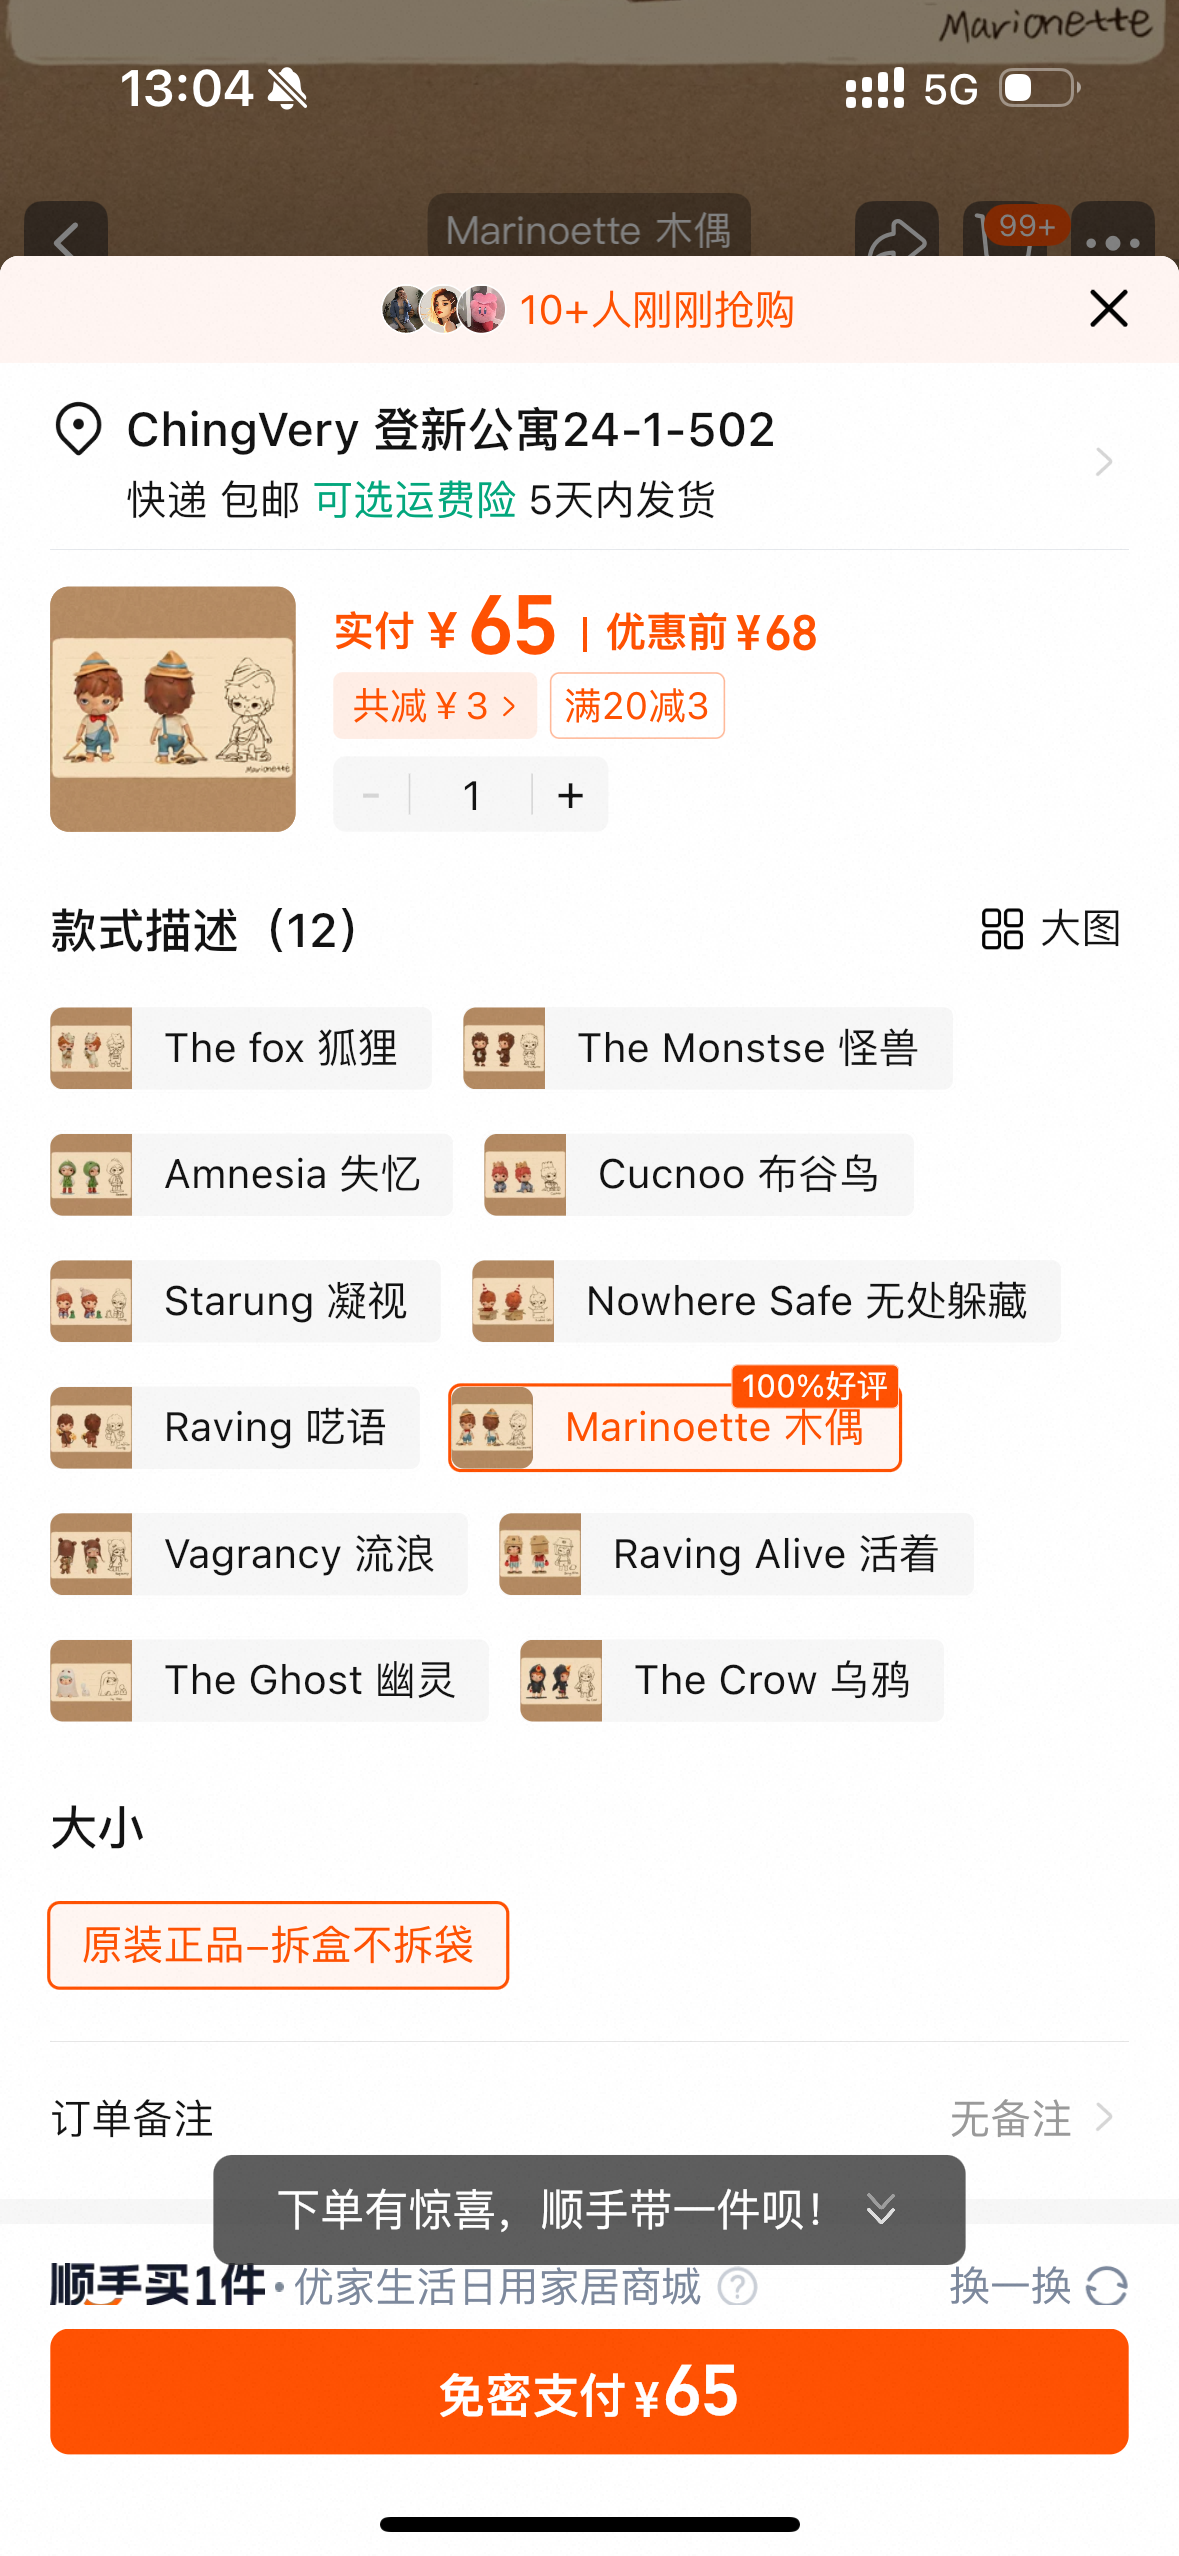 Marionette
13:04
5G
Marinoette 木偶
99+
10+人刚刚抢购
ChingVery 登新公寓24-1-502
快递 包邮 可选运费险 5天内发货
实付 ¥ 65 | 优惠前 ¥68
共减 ¥ 3 >
满20减3
Marionette
- 1 +
款式描述（12） 大图
The fox 狐狸
The Monstse 怪兽
Amnesia 失忆
Cucnoo 布谷鸟
Starung 凝视
Nowhere Safe 无处躲藏
Raving 呓语
100%好评
Marinoette 木偶
Vagrancy 流浪
Raving Alive 活着
The Ghost 幽灵
The Crow 乌鸦
大小
原装正品-拆盒不拆袋
订单备注 无备注
下单有惊喜，顺手带一件呗！
顺手买1件 · 优家生活日用家居商城 ? 换一换
免密支付 ¥65